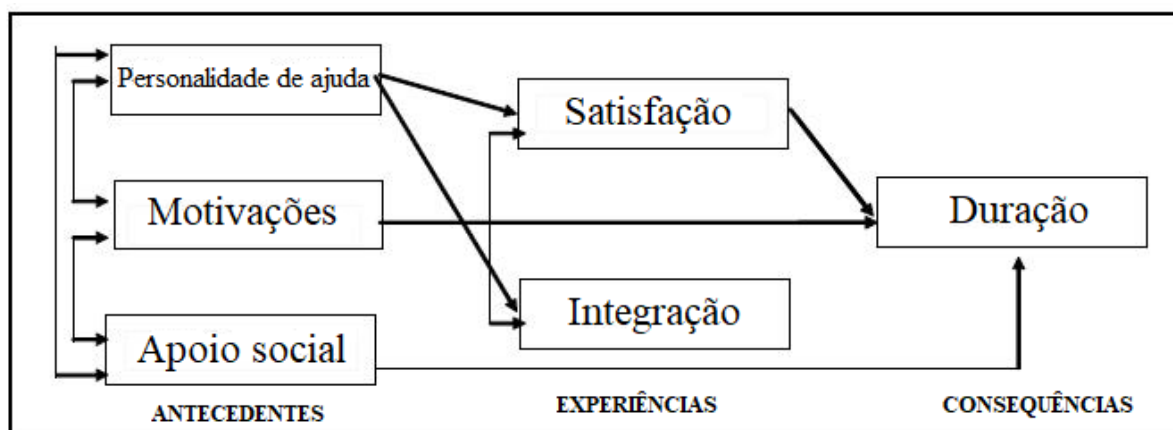 Personalidade de ajuda
Satisfação
Motivações
Duração
Integração
Apoio social
ANTECEDENTES
EXPERIÊNCIAS
CONSEQUÊNCIAS